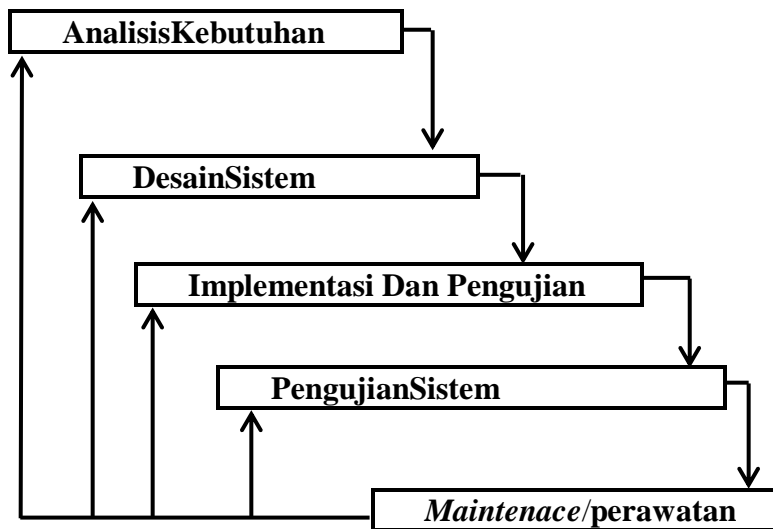 AnalisisKebutuhan
DesainSistem
Implementasi Dan Pengujian
PengujianSistem
Maintenace/perawatan